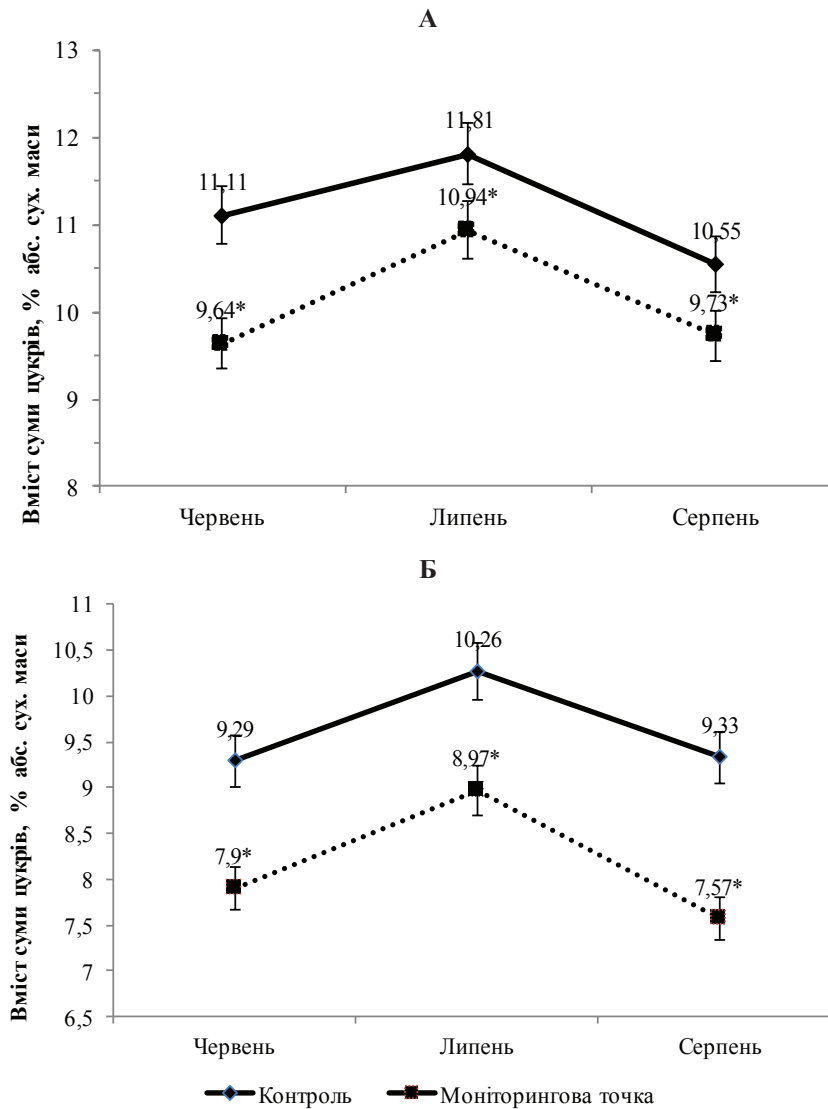 А
Вміст суми цукрів, % абс. сух. маси
13
12
11
10
9
8
11,11
11,81
10,55
9,64*
10,94*
9,73*
Червень
Липень
Серпень
Б
Вміст суми цукрів, % абс. сух. маси
11
10,5
10
9,5
9
8,5
8
7,5
7
6,5
9,29
10,26
9,33
7,9*
8,97*
7,57*
Червень
Липень
Серпень
Контроль
Моніторингова точка